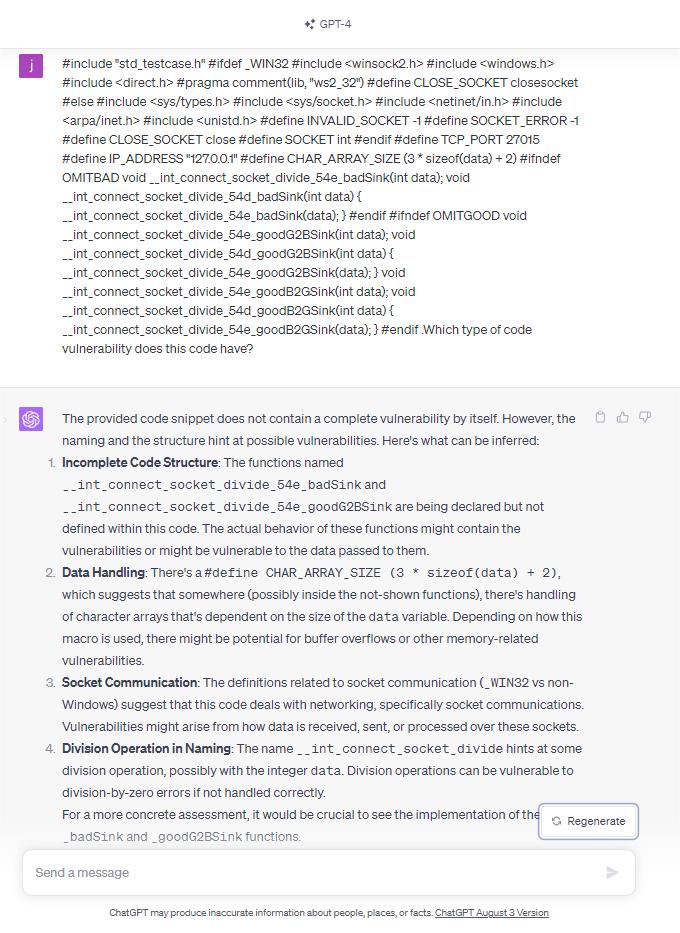 GPT-4
j
#include "std_testcase.h" #ifdef _WIN32 #include <winsock2.h> #include <windows.h>
#include <direct.h> #pragma comment(lib, "ws2_32") #define CLOSE_SOCKET closesocket
#else #include <sys/types.h> #include <sys/socket.h> #include <netinet/in.h> #include
<arpa/inet.h> #include <unistd.h> #define INVALID_SOCKET -1 #define SOCKET_ERROR -1
#define CLOSE_SOCKET close #define SOCKET int #endif #define TCP_PORT 27015
#define IP_ADDRESS "127.0.0.1" #define CHAR_ARRAY_SIZE (3 * sizeof(data) + 2) #ifndef
OMITBAD void __int_connect_socket_divide_54e_badSink(int data); void
__int_connect_socket_divide_54d_badSink(int data) {
__int_connect_socket_divide_54e_badSink(data); } #endif #ifndef OMITGOOD void
__int_connect_socket_divide_54e_goodG2BSink(int data); void
__int_connect_socket_divide_54d_goodG2BSink(int data) {
__int_connect_socket_divide_54e_goodG2BSink(data); } void
__int_connect_socket_divide_54e_goodB2GSink(int data); void
__int_connect_socket_divide_54d_goodB2GSink(int data) {
__int_connect_socket_divide_54e_goodB2GSink(data); } #endif .Which type of code
vulnerability does this code have?
The provided code snippet does not contain a complete vulnerability by itself. However, the
naming and the structure hint at possible vulnerabilities. Here's what can be inferred:
1. Incomplete Code Structure: The functions named
__int_connect_socket_divide_54e_badSink and
__int_connect_socket_divide_54e_goodG2BSink are being declared but not
defined within this code. The actual behavior of these functions might contain the
vulnerabilities or might be vulnerable to the data passed to them.
2. Data Handling: There's a #define CHAR_ARRAY_SIZE (3 * sizeof(data) + 2),
which suggests that somewhere (possibly inside the not-shown functions), there's handling
of character arrays that's dependent on the size of the data variable. Depending on how this
macro is used, there might be potential for buffer overflows or other memory-related
vulnerabilities.
3. Socket Communication: The definitions related to socket communication (_WIN32 vs non-
Windows) suggest that this code deals with networking, specifically socket communications.
Vulnerabilities might arise from how data is received, sent, or processed over these sockets.
4. Division Operation in Naming: The name __int_connect_socket_divide hints at some
division operation, possibly with the integer data. Division operations can be vulnerable to
division-by-zero errors if not handled correctly.
For a more concrete assessment, it would be crucial to see the implementation of the
_badSink and _goodG2BSink functions.
Regenerate
Send a message
ChatGPT may produce inaccurate information about people, places, or facts. ChatGPT August 3 Version